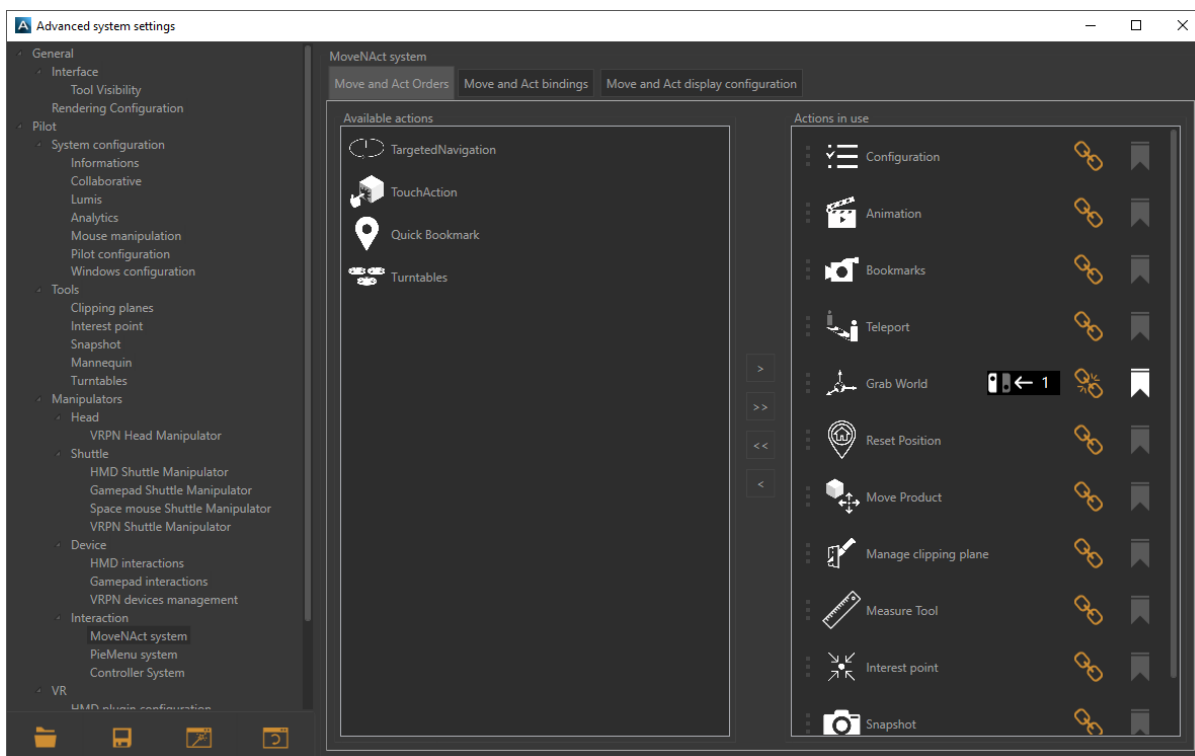 Advanced system settings
General
Interface
Tool Visibility
Rendering Configuration
Pilot
System configuration
Informations
Collaborative
Lumis
Analytics
Mouse manipulation
Pilot configuration
Windows configuration
Tools
Clipping planes
Interest point
Snapshot
Mannequin
Turntables
Manipulators
Head
VRPN Head Manipulator
Shuttle
HMD Shuttle Manipulator
Gamepad Shuttle Manipulator
Space mouse Shuttle Manipulator
VRPN Shuttle Manipulator
Device
HMD interactions
Gamepad interactions
VRPN devices management
Interaction
MoveNAct system
PieMenu system
Controller System
VR
HMD plugin configuration
MoveNAct system
Move and Act Orders
Move and Act bindings
Move and Act display configuration
Available actions
TargetedNavigation
TouchAction
Quick Bookmark
Turntables
>
>>
<<
<
Actions in use
Configuration
Animation
Bookmarks
Teleport
Grab World 1
Reset Position
Move Product
Manage clipping plane
Measure Tool
Interest point
Snapshot